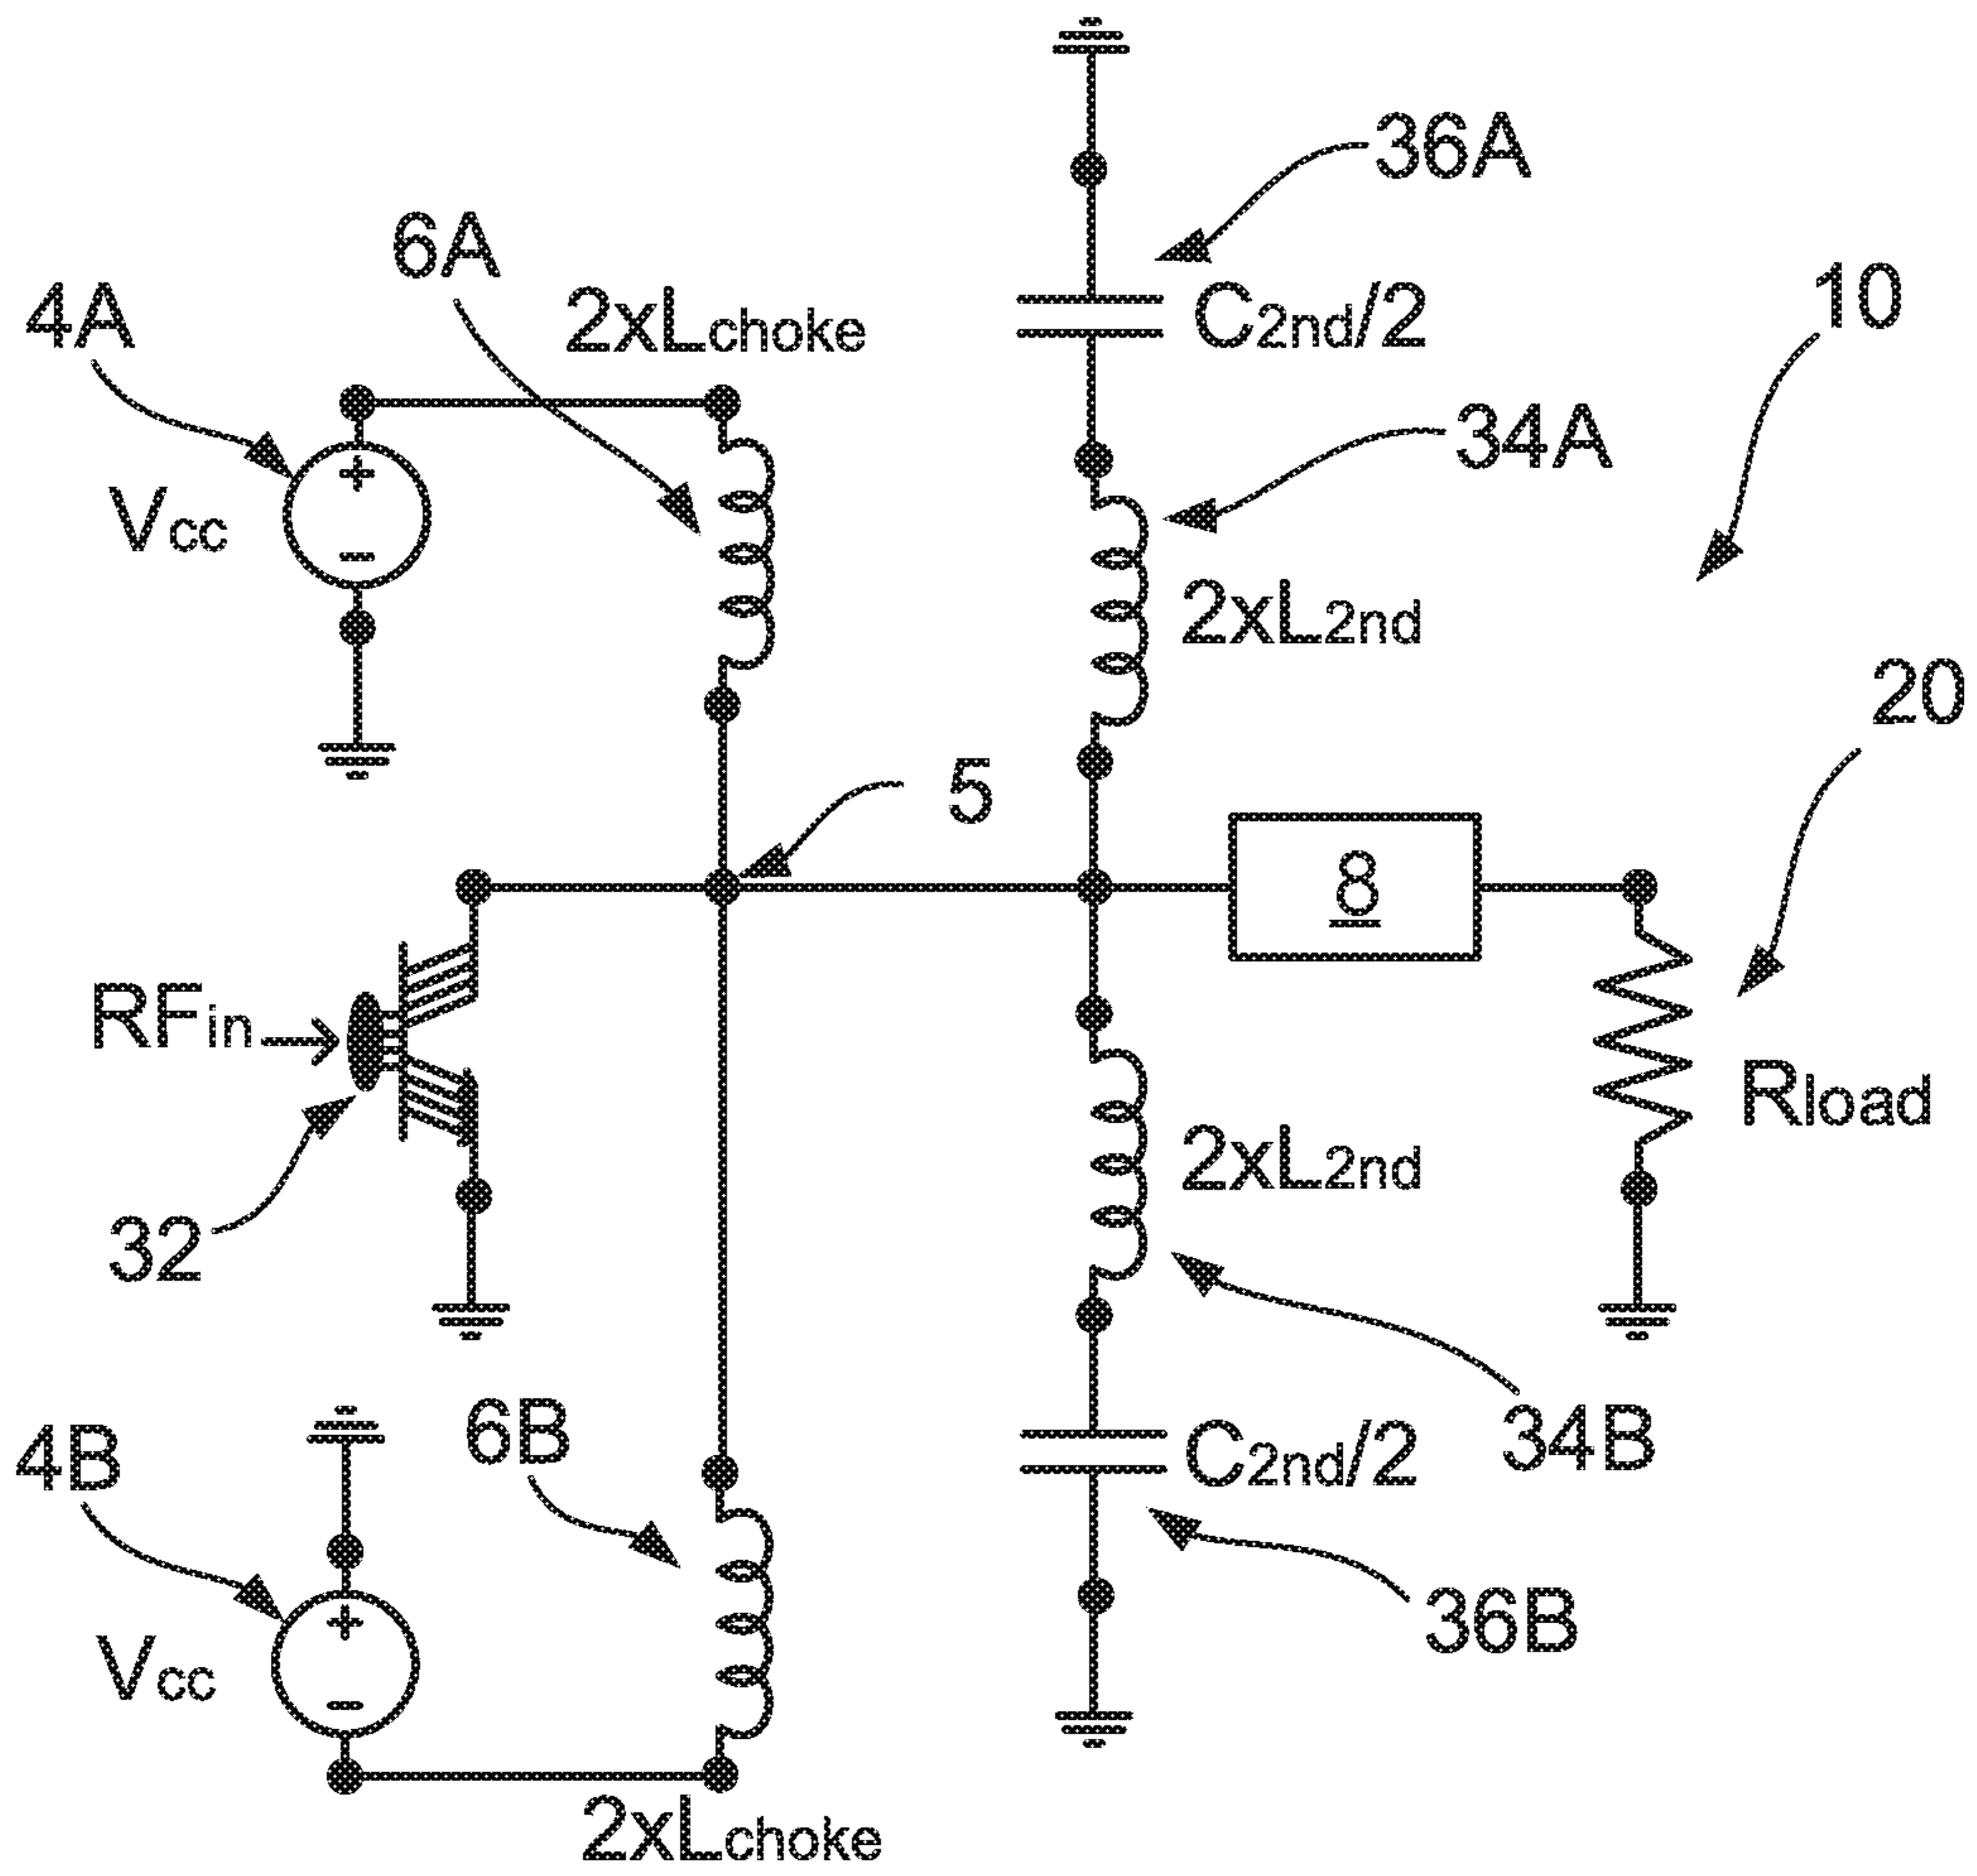 36A
6A
C2nd/2
10
4A
2xLchoke
34A
+
Vcc
−
2xL2nd
20
5
8
RFin
Rload
2xL2nd
32
6B
34B
4B
C2nd/2
+
36B
Vcc
−
2xLchoke